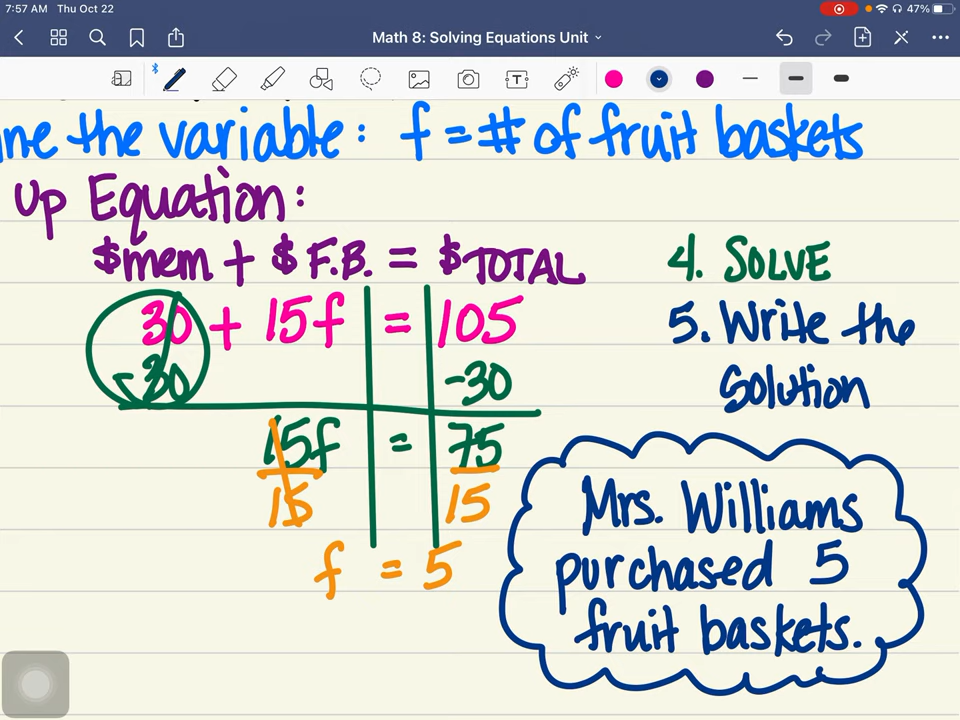 7:57 AM Thu Oct 22 47%
Math 8: Solving Equations Unit
ine the variable: f = # of fruit baskets
up Equation:
$mem + $ F.B. = $TOTAL
4. SOLVE
30 + 15f = 105
5. Write the
Solution
-30 -30
15f = 75
15 15
f = 5
Mrs. Williams
purchased 5
fruit baskets.